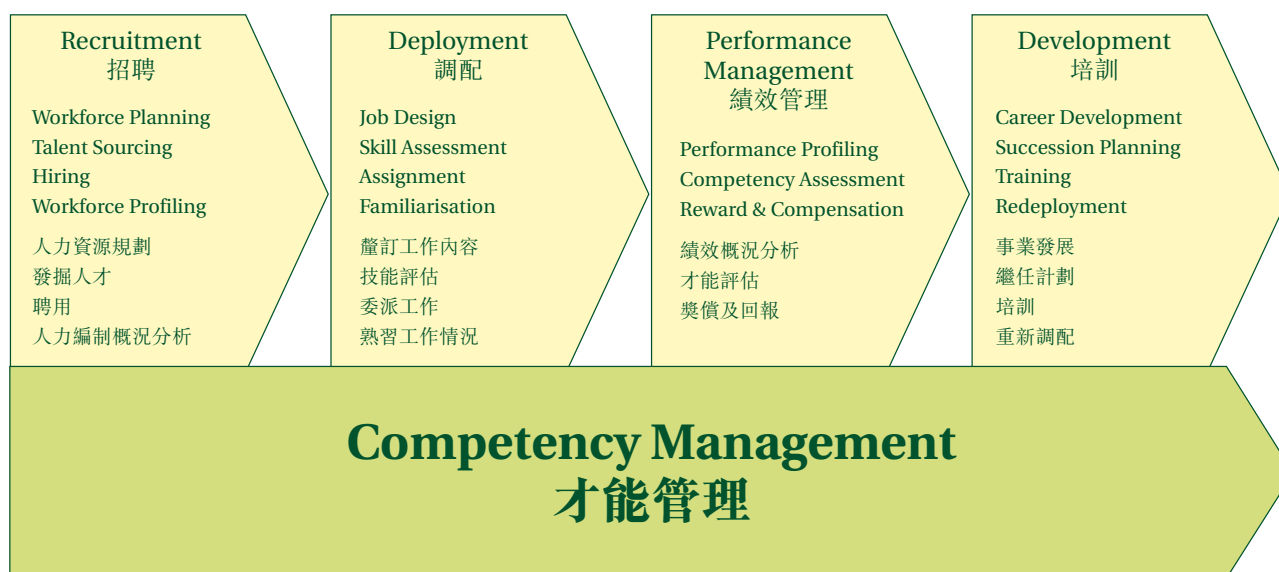 Recruitment
招聘
Workforce Planning
Talent Sourcing
Hiring
Workforce Profiling
人力資源規劃
發掘人才
聘用
人力編制概況分析
Deployment
調配
Job Design
Skill Assessment
Assignment
Familiarisation
釐訂工作內容
技能評估
委派工作
熟習工作情況
Performance
Management
績效管理
Performance Profiling
Competency Assessment
Reward & Compensation
績效概況分析
才能評估
獎償及回報
Development
培訓
Career Development
Succession Planning
Training
Redeployment
事業發展
繼任計劃
培訓
重新調配
Competency Management
才能管理